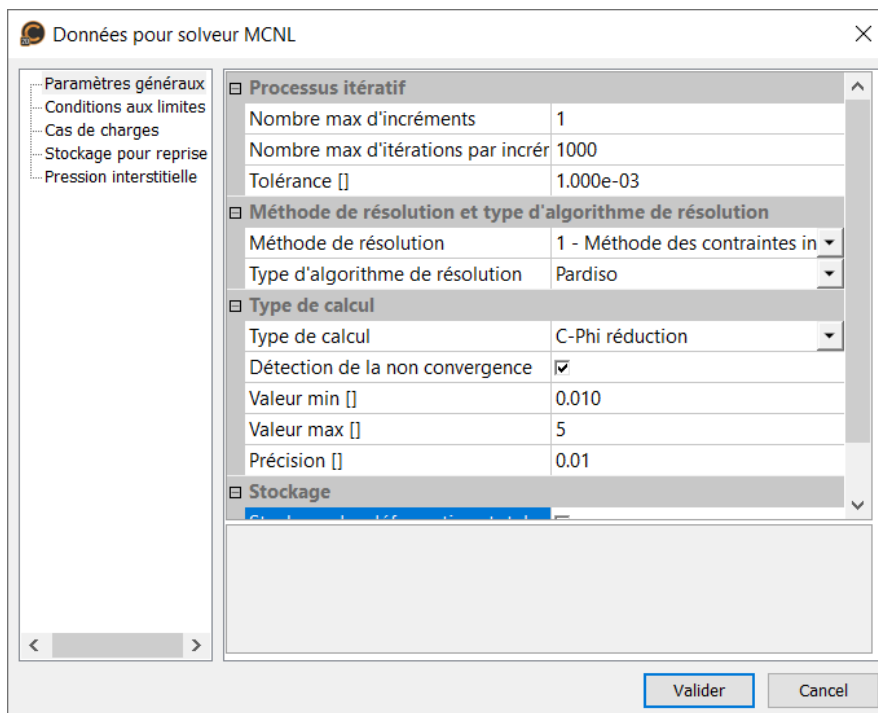 Données pour solveur MCNL
Paramètres généraux
Conditions aux limites
Cas de charges
Stockage pour reprise
Pression interstitielle
Processus itératif
Nombre max d'incréments 1
Nombre max d'itérations par incrér 1000
Tolérance [] 1.000e-03
Méthode de résolution et type d'algorithme de résolution
Méthode de résolution 1 - Méthode des contraintes in
Type d'algorithme de résolution Pardiso
Type de calcul
Type de calcul C-Phi réduction
Détection de la non convergence
Valeur min [] 0.010
Valeur max [] 5
Précision [] 0.01
Stockage
Valider Cancel